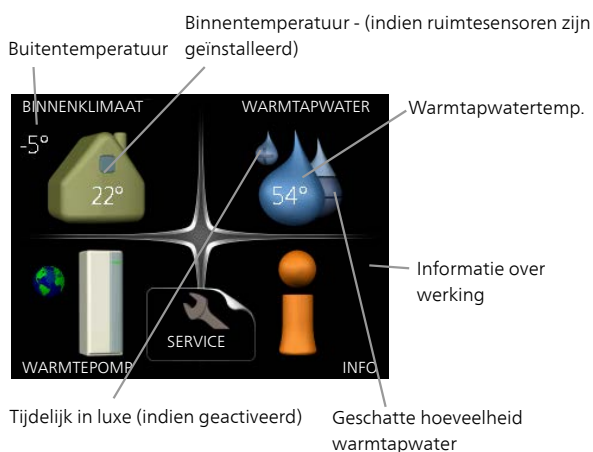 Binnentemperatuur - (indien ruimtesensoren zijn
geïnstalleerd)
Buitentemperatuur
BINNENKLIMAAT
WARMTAPWATER
Warmtapwatertemp.
-5°
22°
54°
Informatie over
werking
SERVICE
WARMTEPOMP
INFO
Tijdelijk in luxe (indien geactiveerd)
Geschatte hoeveelheid
warmtapwater